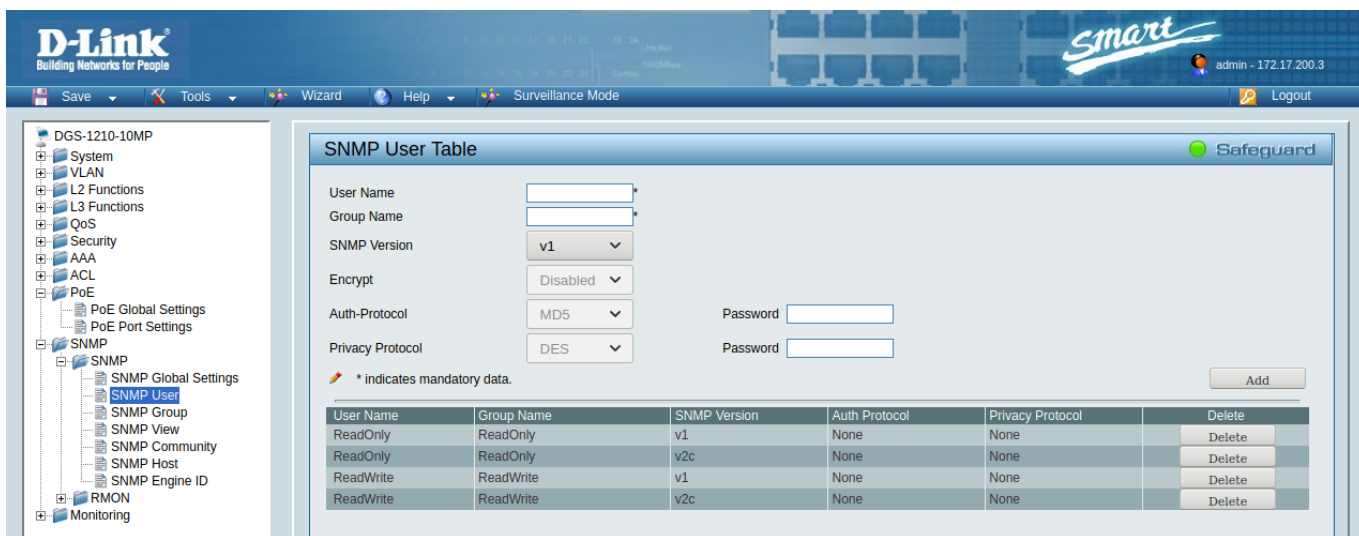 D-Link
Building Networks for People
smart
admin - 172.17.200.3
Save Tools Wizard Help Surveillance Mode Logout
DGS-1210-10MP
System
VLAN
L2 Functions
L3 Functions
QoS
Security
AAA
ACL
PoE
PoE Global Settings
PoE Port Settings
SNMP
SNMP
SNMP Global Settings
SNMP User
SNMP Group
SNMP View
SNMP Community
SNMP Host
SNMP Engine ID
RMON
Monitoring
SNMP User Table Safeguard
User Name *
Group Name *
SNMP Version v1
Encrypt Disabled
Auth-Protocol MD5 Password
Privacy Protocol DES Password
* indicates mandatory data. Add
User Name Group Name SNMP Version Auth Protocol Privacy Protocol Delete
ReadOnly ReadOnly v1 None None Delete
ReadOnly ReadOnly v2c None None Delete
ReadWrite ReadWrite v1 None None Delete
ReadWrite ReadWrite v2c None None Delete